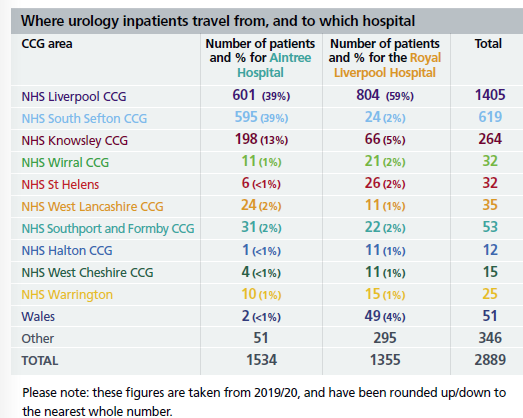 Where urology inpatients travel from, and to which hospital
CCG area Number of patients and % for Aintree Hospital Number of patients and % for the Royal Liverpool Hospital Total
NHS Liverpool CCG 601 (39%) 804 (59%) 1405
NHS South Sefton CCG 595 (39%) 24 (2%) 619
NHS Knowsley CCG 198 (13%) 66 (5%) 264
NHS Wirral CCG 11 (1%) 21 (2%) 32
NHS St Helens 6 (<1%) 26 (2%) 32
NHS West Lancashire CCG 24 (2%) 11 (1%) 35
NHS Southport and Formby CCG 31 (2%) 22 (2%) 53
NHS Halton CCG 1 (<1%) 11 (1%) 12
NHS West Cheshire CCG 4 (<1%) 11 (1%) 15
NHS Warrington 10 (1%) 15 (1%) 25
Wales 2 (<1%) 49 (4%) 51
Other 51 295 346
TOTAL 1534 1355 2889
Please note: these figures are taken from 2019/20, and have been rounded up/down to
the nearest whole number.